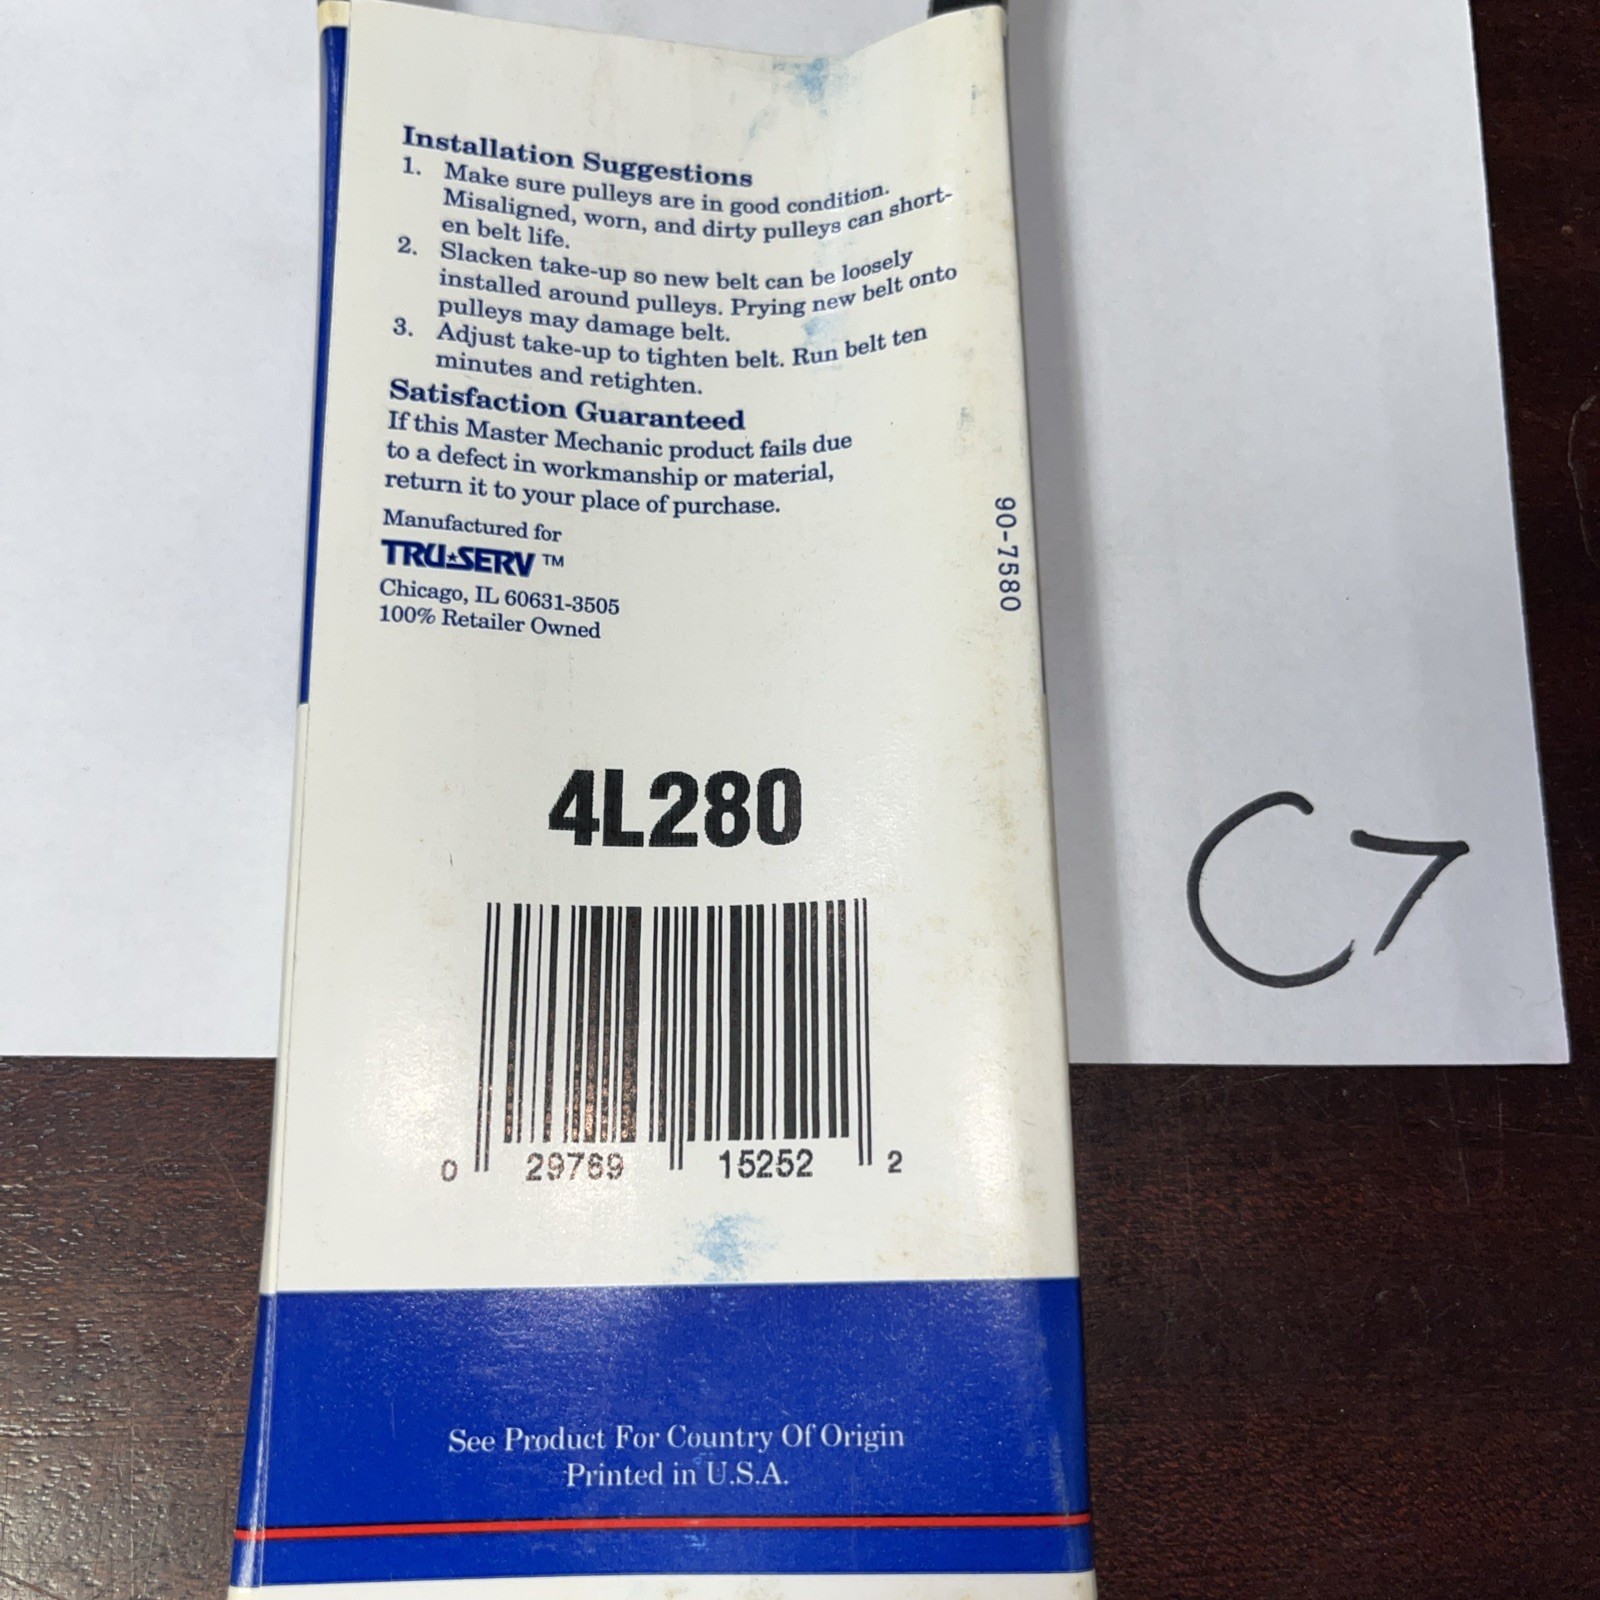 Installation Suggestions
1. Make sure pulleys are in good condition.
Misaligned, worn, and dirty pulleys can short-
en belt life.
2. Slacken take-up so new belt can be loosely
installed around pulleys. Prying new belt onto
pulleys may damage belt.
3. Adjust take-up to tighten belt. Run belt ten
minutes and retighten.
Satisfaction Guaranteed
If this Master Mechanic product fails due
to a defect in workmanship or material,
return it to your place of purchase.
Manufactured for
TRU★SERV™
Chicago, IL 60631-3505
100% Retailer Owned
90-7580
4L280
C7
0 29769 15252 2
See Product For Country Of Origin
Printed in U.S.A.